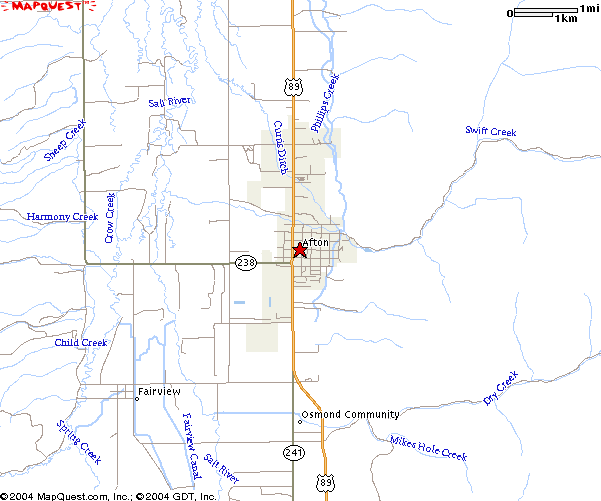 "MAPQUEST"
0 1mi
1km
89
Phillips Creek
Salt River
Curtis Ditch
Sheep Creek
Swift Creek
Harmony Creek
Crow Creek
Afton
238
Child Creek
Fairview
Dry Creek
Osmond Community
Spring Creek
Fairview Canal
Salt River
241
Mikes Hole Creek
89
©2004 MapQuest.com, Inc.; ©2004 GDT, Inc.